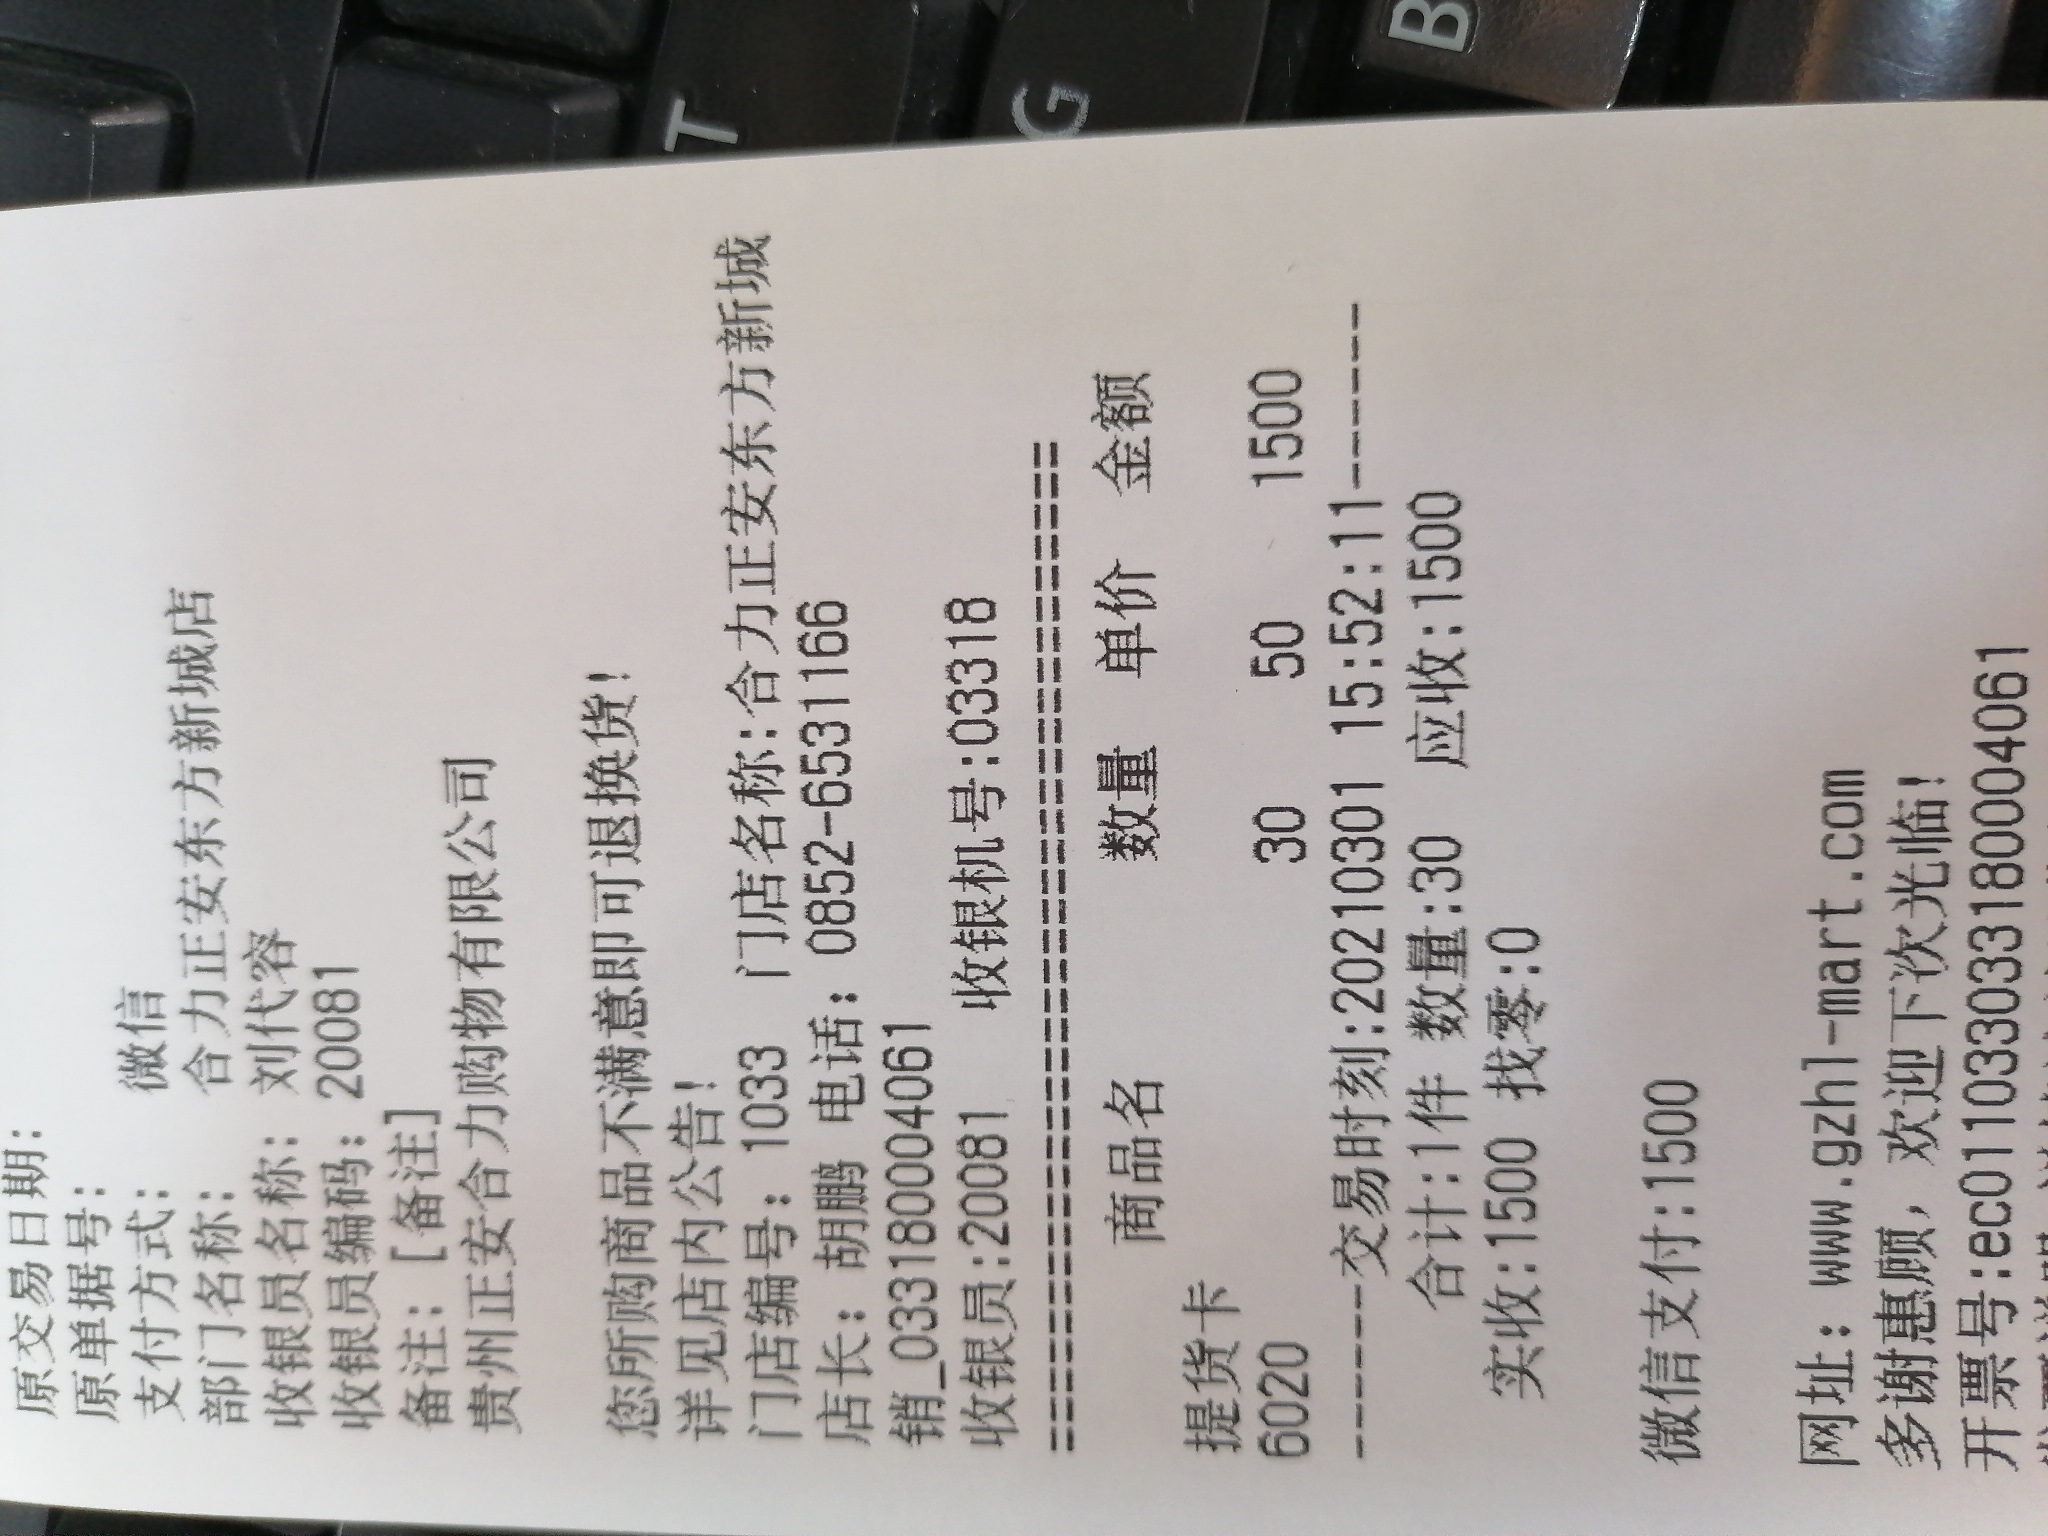 原交易日期:
原单据号:
支付方式: 微信
部门名称: 合力正安东方新城店
收银员名称: 刘代容
收银员编码: 20081
备注: [备注]
贵州正安合力购物有限公司
您所购商品不满意即可退换货!
详见店内公告!
门店编号: 1033 门店名称:合力正安东方新城
店长: 胡鹏 电话: 0852-6531166
销_0331800004061
收银员:20081 收银机号:03318
==========================================
商品名 数量 单价 金额
提货卡
6020 30 50 1500
-------交易时刻:20210301 15:52:11-------
合计:1件 数量:30 应收:1500
实收:1500 找零:0
微信支付:1500
网址: www.gzhl-mart.com
多谢惠顾, 欢迎下次光临!
开票号:eco11033033180004061
T
G
B